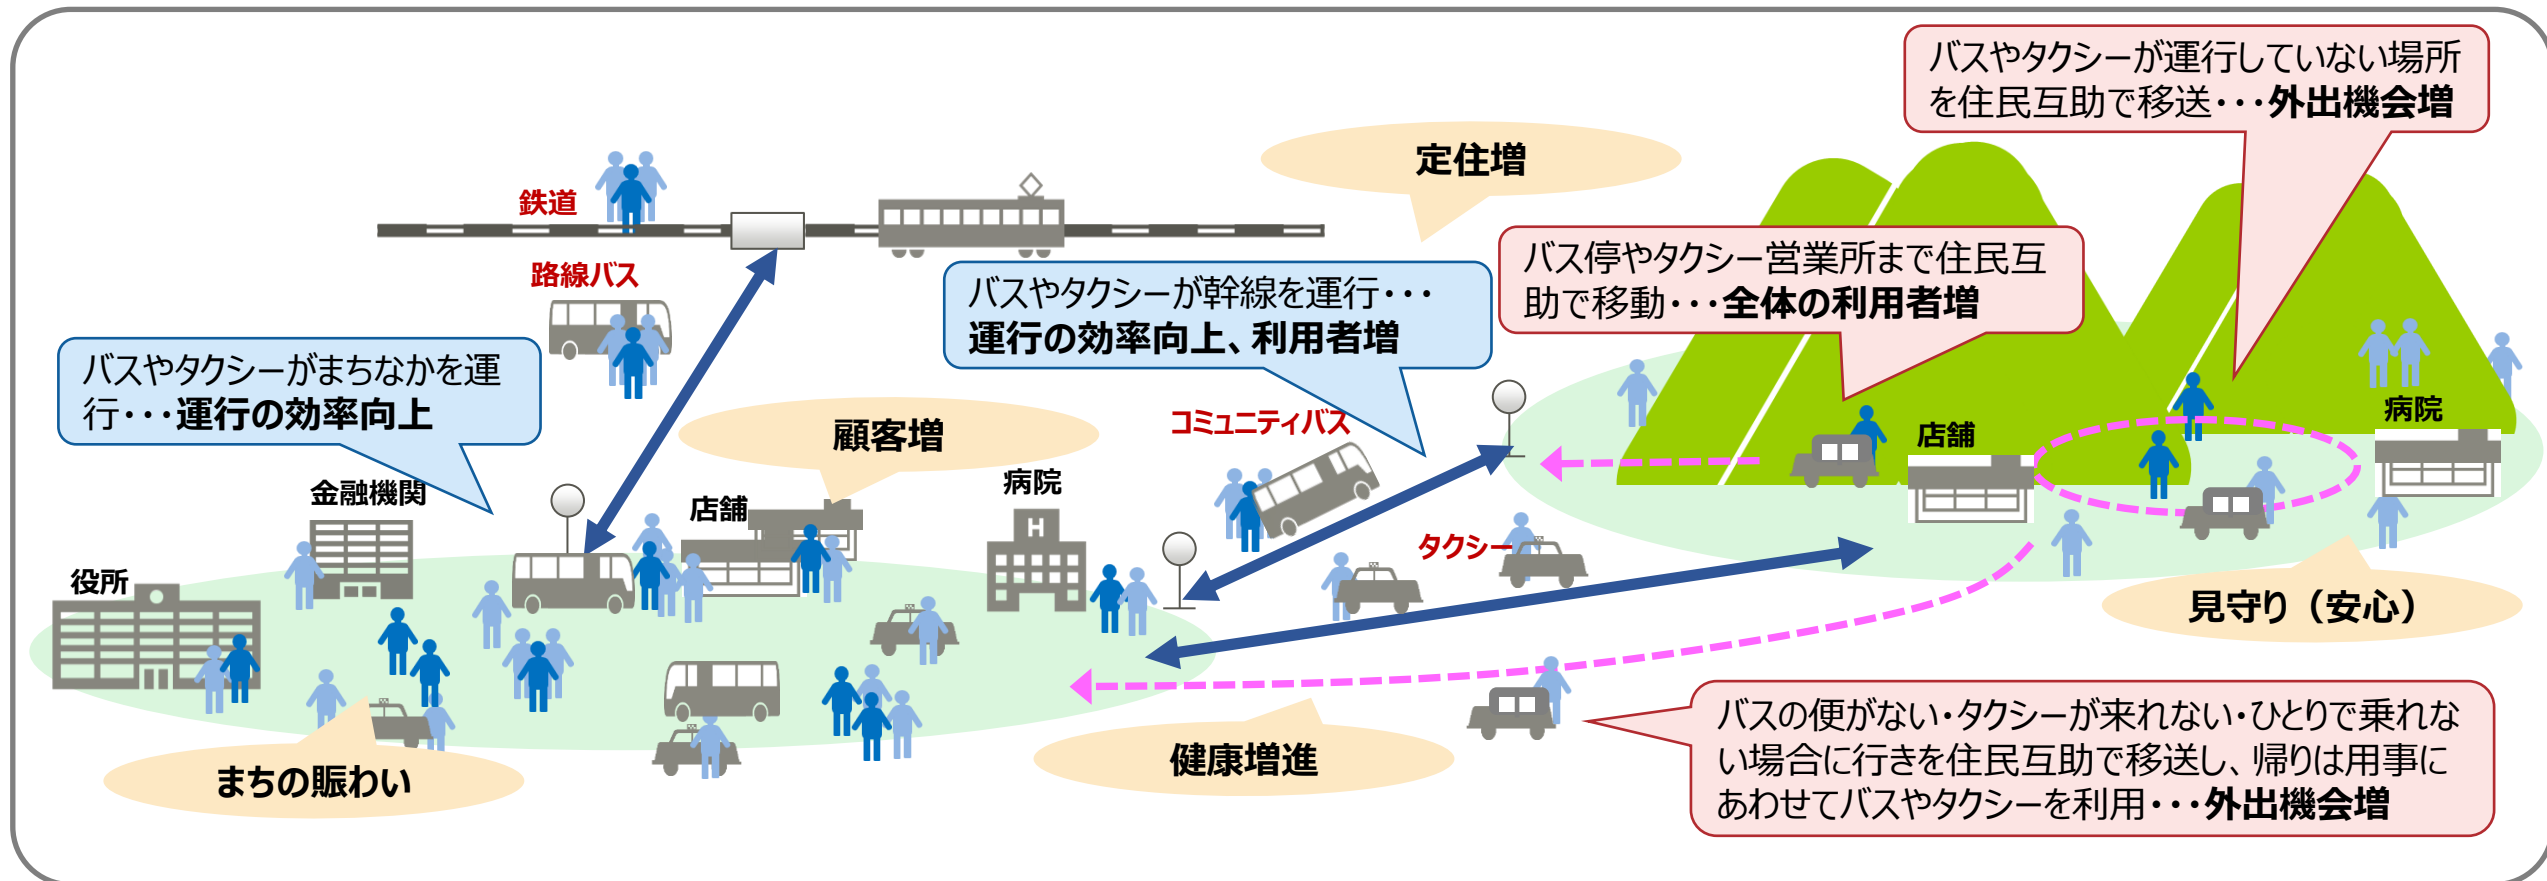 バスやタクシーが運行していない場所
を住民互助で移送・・・外出機会増
定住増
鉄道
路線バス
バス停やタクシー営業所まで住民互
助で移動・・・全体の利用者増
バスやタクシーが幹線を運行・・・
運行の効率向上、利用者増
バスやタクシーがまちなかを運
行・・・運行の効率向上
顧客増
コミュニティバス
病院
店舗
金融機関
店舗
病院
タクシー
役所
見守り（安心）
まちの賑わい
健康増進
バスの便がない・タクシーが来れない・ひとりで乗れな
い場合に行きを住民互助で移送し、帰りは用事に
あわせてバスやタクシーを利用・・・外出機会増
H